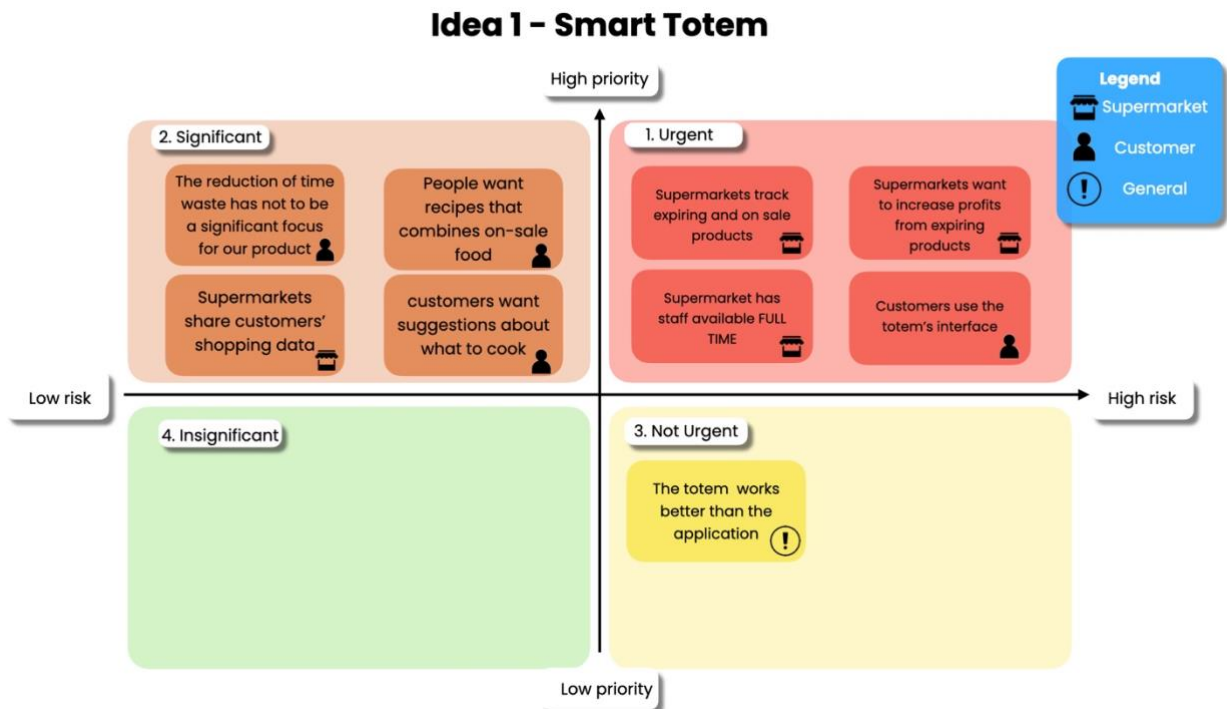 Idea 1 - Smart Totem
High priority
Legend
Supermarket
Customer
General
2. Significant
The reduction of time
waste has not to be
a significant focus
for our product
People want
recipes that
combines on-sale
food
Supermarkets
share customers'
shopping data
customers want
suggestions about
what to cook
1. Urgent
Supermarkets track
expiring and on sale
products
Supermarkets want
to increase profits
from expiring
products
Supermarket has
staff available FULL
TIME
Customers use the
totem's interface
Low risk
High risk
4. Insignificant
3. Not Urgent
The totem works
better than the
application
Low priority